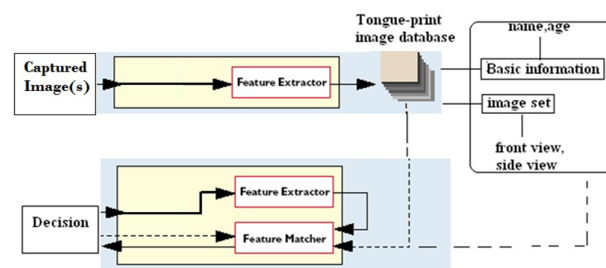 Tongue-print
image database
name,age
Captured
Image(s)
Feature Extractor
Basic information
image set
front view,
side view
Feature Extractor
Decision
Feature Matcher